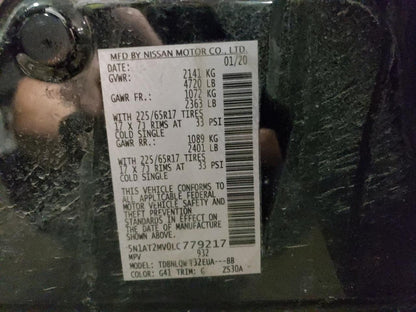 MFD BY NISSAN MOTOR CO., LTD.
DATE: 01/20
GVWR: 2141 KG
4720 LB
GAWR FR.: 1072 KG
2363 LB
WITH 225/65R17 TIRES
17 X 7J RIMS AT 33 PSI
COLD SINGLE
GAWR RR.: 1089 KG
2401 LB
WITH 225/65R17 TIRES
17 X 7J RIMS AT 33 PSI
COLD SINGLE
THIS VEHICLE CONFORMS TO
ALL APPLICABLE FEDERAL
MOTOR VEHICLE SAFETY AND
THEFT PREVENTION
STANDARDS IN EFFECT ON
THE DATE OF MANUFACTURE
SHOWN ABOVE.
5N1AT2MV0LC779217
MPV 932
MODEL:
COLOR: G41 TRIM: G ZS30A